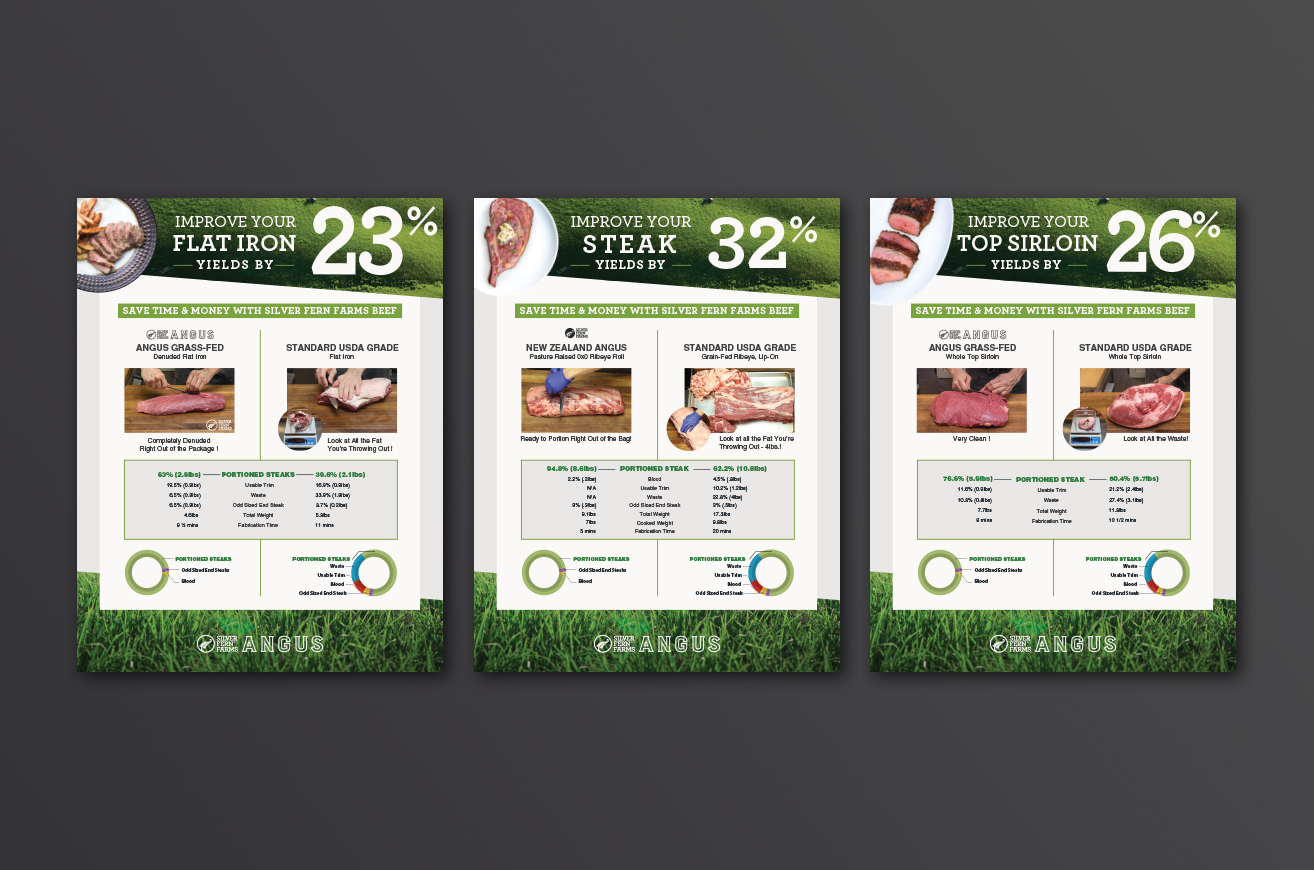 IMPROVE YOUR
FLAT IRON
YIELDS BY
23%
SAVE TIME & MONEY WITH SILVER FERN FARMS BEEF
ANGUS
ANGUS GRASS-FED
Denuded Flat Iron
STANDARD USDA GRADE
Flat Iron
SILVER FERN FARMS
Completely Denuded
Right Out of the Package !
Look at All the Fat
You're Throwing Out !
63% (2.9lbs) PORTIONED STEAKS 39.6% (2.1lbs)
19.5% (0.9lbs) Usable Trim 16.9% (0.9lbs)
6.5% (0.3lbs) Waste 33.9% (1.8lbs)
6.5% (0.3lbs) Odd Sized End Steak 3.7% (0.2lbs)
4.6lbs Total Weight 5.3lbs
9 ½ mins Fabrication Time 11 mins
PORTIONED STEAKS
Odd Sized End Steaks
Blood
PORTIONED STEAKS
Waste
Usable Trim
Blood
Odd Sized End Steak
SILVER
FERN
FARMS
ANGUS
IMPROVE YOUR
STEAK
YIELDS BY
32%
SAVE TIME & MONEY WITH SILVER FERN FARMS BEEF
SILVER
FERN
FARMS
NEW ZEALAND ANGUS
Pasture Raised 0x0 Ribeye Roll
STANDARD USDA GRADE
Grain-Fed Ribeye, Lip-On
Ready to Portion Right Out of the Bag!
Look at all the Fat You're
Throwing Out - 4lbs.!
94.8% (8.6lbs) PORTIONED STEAK 62.2% (10.8lbs)
2.2% (.2lbs) Blood 4.5% (.8lbs)
N\A Usable Trim 10.2% (1.2lbs)
N\A Waste 22.8% (4lbs)
3% (.3lbs) Odd Sized End Steak 3% (.5lbs)
9.1lbs Total Weight 17.3lbs
7lbs Cooked Weight 9.8lbs
5 mins Fabrication Time 20 mins
PORTIONED STEAKS
Odd Sized End Steaks
Blood
PORTIONED STEAKS
Waste
Usable Trim
Blood
Odd Sized End Steak
SILVER
FERN
FARMS
ANGUS
IMPROVE YOUR
TOP SIRLOIN
YIELDS BY
26%
SAVE TIME & MONEY WITH SILVER FERN FARMS BEEF
ANGUS
ANGUS GRASS-FED
Whole Top Sirloin
STANDARD USDA GRADE
Whole Top Sirloin
Very Clean !
Look at All the Waste!
76.6% (5.9lbs) PORTIONED STEAK 50.4% (5.7lbs)
11.6% (0.9lbs) Usable Trim 21.2% (2.4lbs)
10.3% (0.8lbs) Waste 27.4% (3.1lbs)
7.7lbs Total Weight 11.3lbs
8 mins Fabrication Time 10 1/2 mins
PORTIONED STEAKS
Odd Sized End Steaks
Blood
PORTIONED STEAKS
Waste
Usable Trim
Blood
Odd Sized End Steak
SILVER
FERN
FARMS
ANGUS